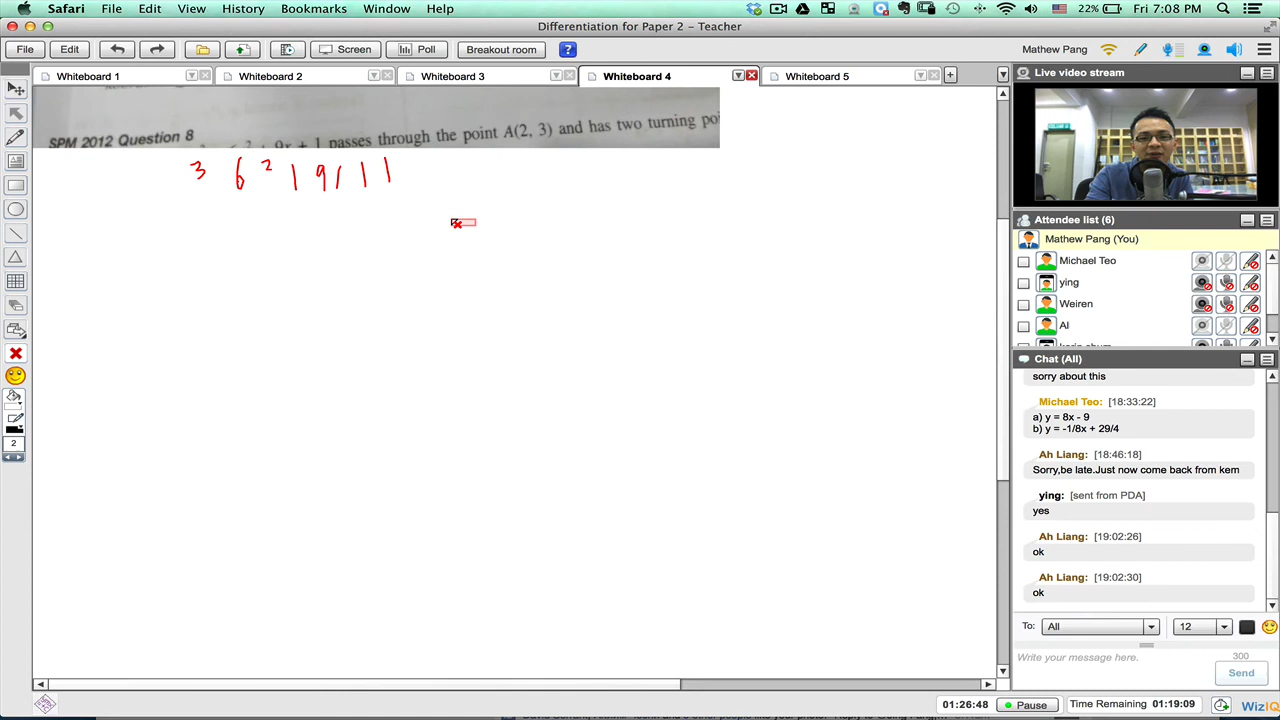 Safari File Edit View History Bookmarks Window Help 22% Fri 7:08 PM
Differentiation for Paper 2 - Teacher
File Edit Screen Poll Breakout room ? Mathew Pang
Whiteboard 1 Whiteboard 2 Whiteboard 3 Whiteboard 4 Whiteboard 5 +
SPM 2012 Question 8
+ 9x + 1 passes through the point A(2, 3) and has two turning
3 6 2 1 9 / 1 1
2
Live video stream
Attendee list (6)
Mathew Pang (You)
Michael Teo
ying
Weiren
Al
Chat (All)
sorry about this
Michael Teo: [18:33:22]
a) y = 8x - 9
b) y = -1/8x + 29/4
Ah Liang: [18:46:18]
Sorry,be late.Just now come back from kem
ying: [sent from PDA]
yes
Ah Liang: [19:02:26]
ok
Ah Liang: [19:02:30]
ok
To: All 12
Write your message here. 300
Send
01:26:48 Pause Time Remaining 01:19:09 WizIQ